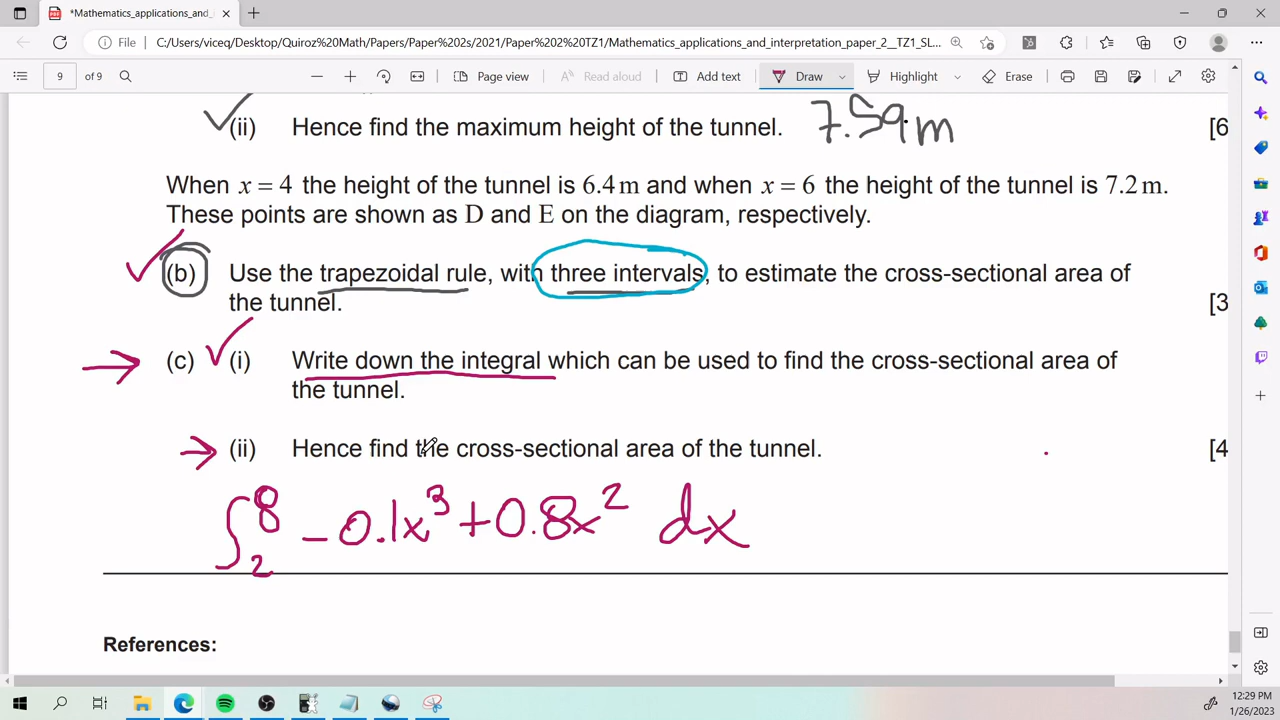 *Mathematics_applications_and_i
File C:/Users/viceq/Desktop/Quiroz%20Math/Papers/Paper%202s/2021/Paper%202%20TZ1/Mathematics_applications_and_interpretation_paper_2__TZ1_SL...
9 of 9 Page view Read aloud Add text Draw Highlight Erase
(ii) Hence find the maximum height of the tunnel. 7.59 m [6
When x = 4 the height of the tunnel is 6.4 m and when x = 6 the height of the tunnel is 7.2 m.
These points are shown as D and E on the diagram, respectively.
(b) Use the trapezoidal rule, with three intervals, to estimate the cross-sectional area of
the tunnel. [3
(c) (i) Write down the integral which can be used to find the cross-sectional area of
the tunnel.
(ii) Hence find the cross-sectional area of the tunnel. [4
∫₂⁸ -0.1x³ + 0.8x² dx
References:
12:29 PM
1/26/2023